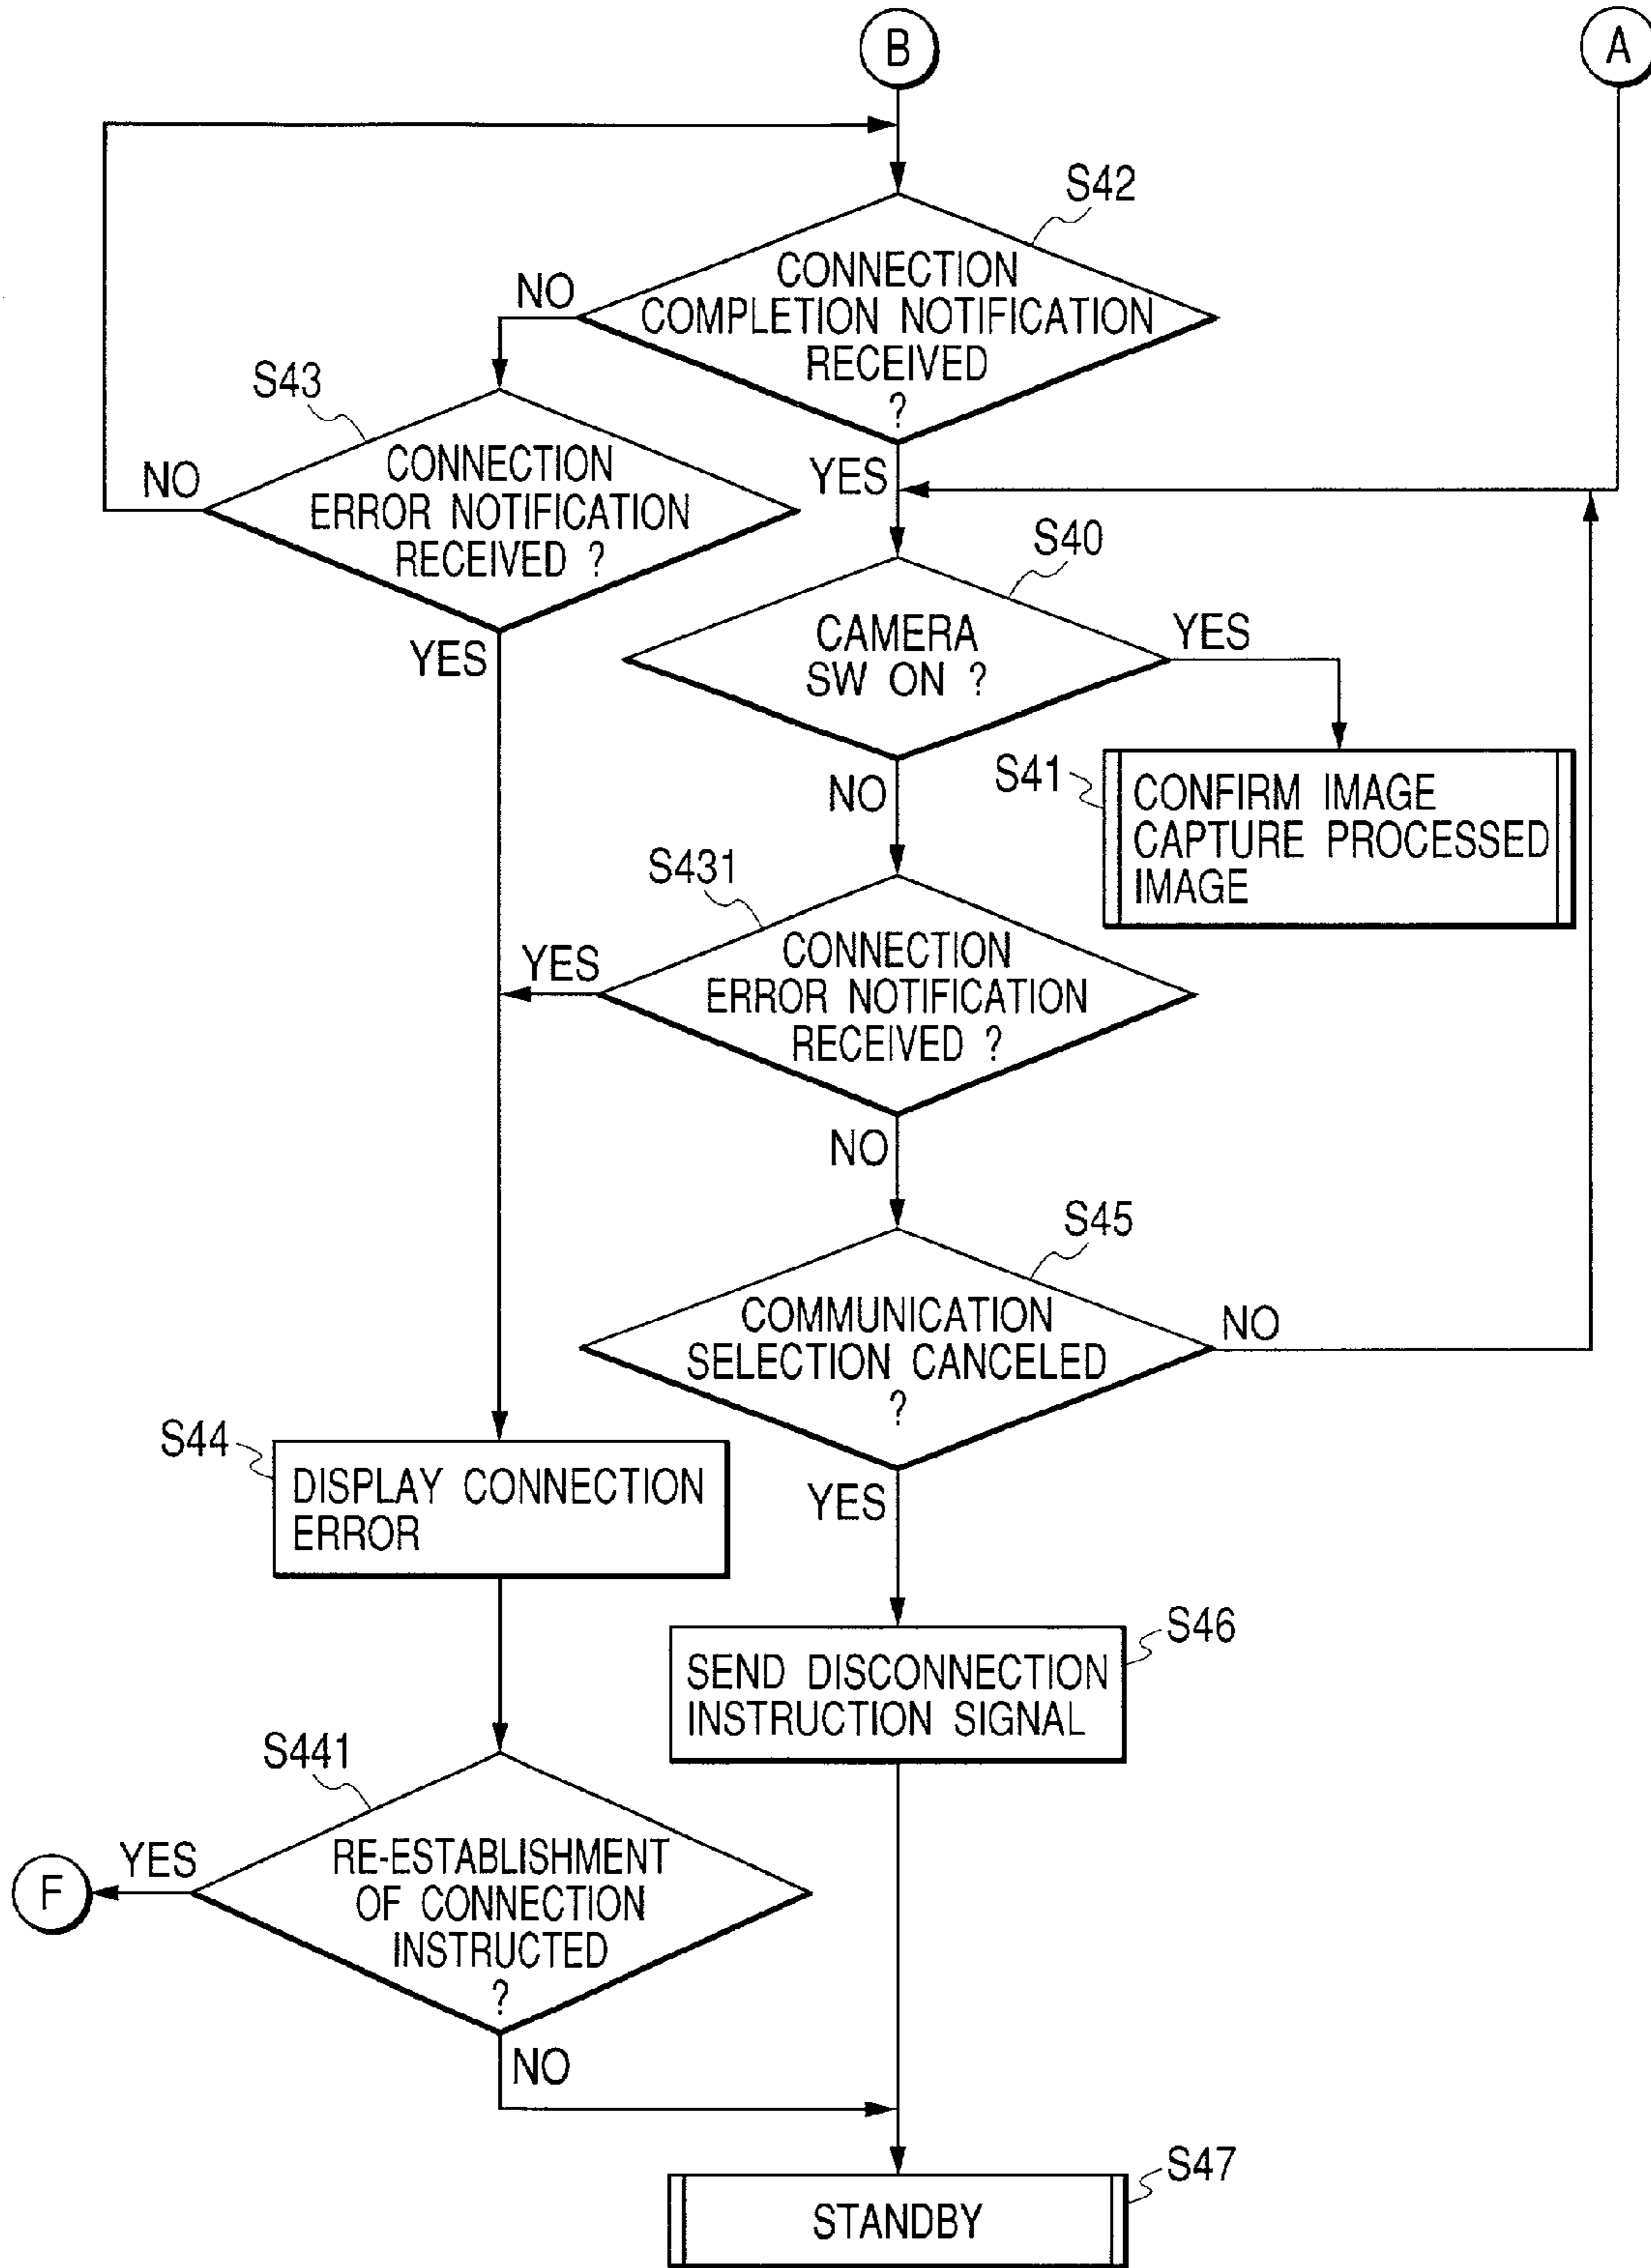 B
A
S42
CONNECTION
COMPLETION NOTIFICATION
RECEIVED
?
NO
YES
S43
CONNECTION
ERROR NOTIFICATION
RECEIVED ?
NO
YES
S40
CAMERA
SW ON ?
YES
NO
S41
CONFIRM IMAGE
CAPTURE PROCESSED
IMAGE
S431
CONNECTION
ERROR NOTIFICATION
RECEIVED ?
YES
NO
S45
COMMUNICATION
SELECTION CANCELED
?
NO
YES
S44
DISPLAY CONNECTION
ERROR
S46
SEND DISCONNECTION
INSTRUCTION SIGNAL
S441
RE-ESTABLISHMENT
OF CONNECTION
INSTRUCTED
?
YES
F
NO
S47
STANDBY